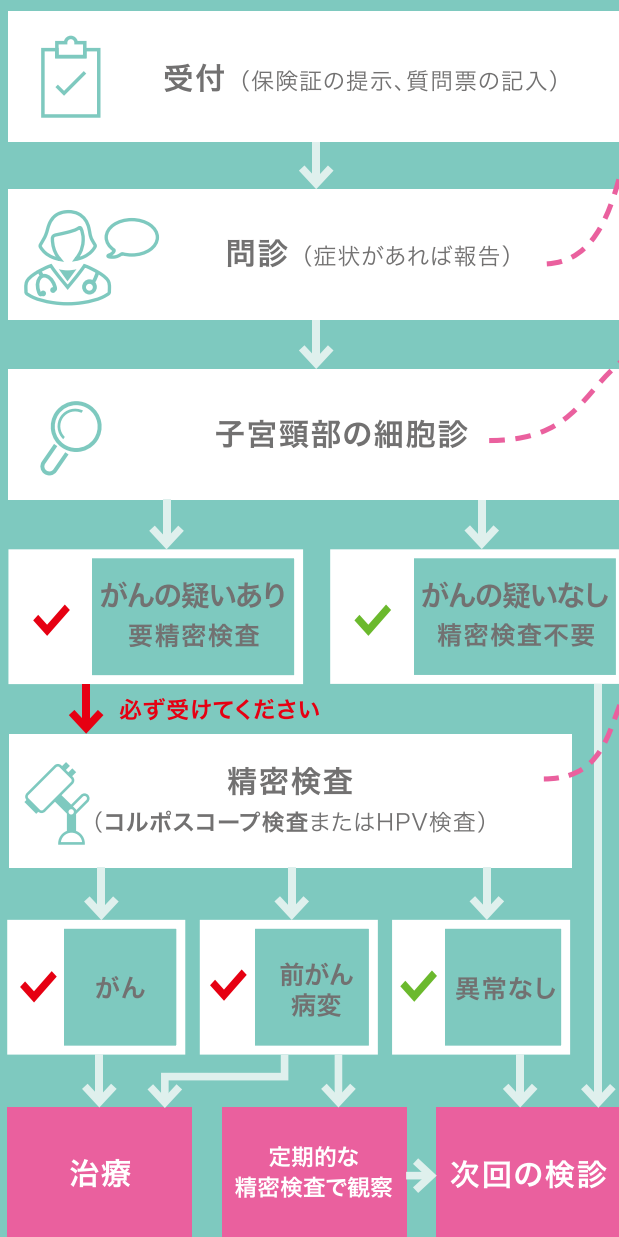 受付（保険証の提示、質問票の記入）
問診（症状があれば報告）
子宮頸部の細胞診
がんの疑いあり
要精密検査
がんの疑いなし
精密検査不要
必ず受けてください
精密検査
（コルポスコープ検査またはHPV検査）
がん
前がん
病変
異常なし
治療
定期的な
精密検査で観察
次回の検診